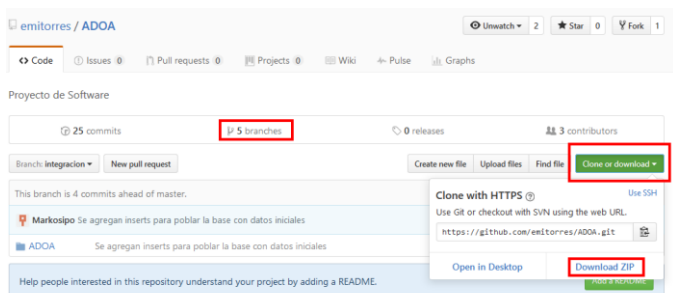 emitorres / ADOA
Unwatch 2 Star 0 Fork 1
Code Issues 0 Pull requests 0 Projects 0 Wiki Pulse Graphs
Proyecto de Software
25 commits 5 branches 0 releases 3 contributors
Branch: integracion New pull request Create new file Upload files Find file Clone or download
This branch is 4 commits ahead of master.
Clone with HTTPS Use SSH
Use Git or checkout with SVN using the web URL.
Markosipo Se agregan inserts para poblar la base con datos iniciales
https://github.com/emitorres/ADOA.git
ADOA Se agregan inserts para poblar la base con datos iniciales
Open in Desktop Download ZIP
Help people interested in this repository understand your project by adding a README.
Add a README